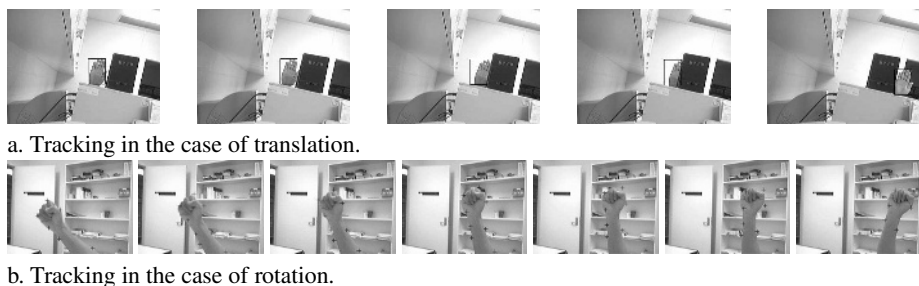 a. Tracking in the case of translation.
b. Tracking in the case of rotation.